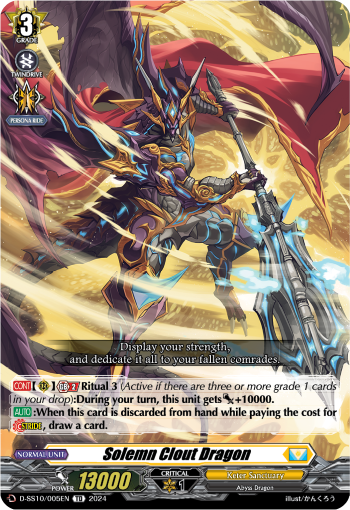 3
GRADE
TWINDRIVE
PERSONA RIDE
Display your strength,
and dedicate it all to your fallen comrades.
CONT【 】GB 2 Ritual 3 (Active if there are three or more grade 1 cards
in your drop):During your turn, this unit gets +10000.
AUTO:When this card is discarded from hand while paying the cost for
STRIDE, draw a card.
NORMAL UNIT Solemn Clout Dragon
POWER 13000 CRITICAL 1 Keter Sanctuary
Abyss Dragon
D-SS10/005EN TD 2024 illust/かんくろう